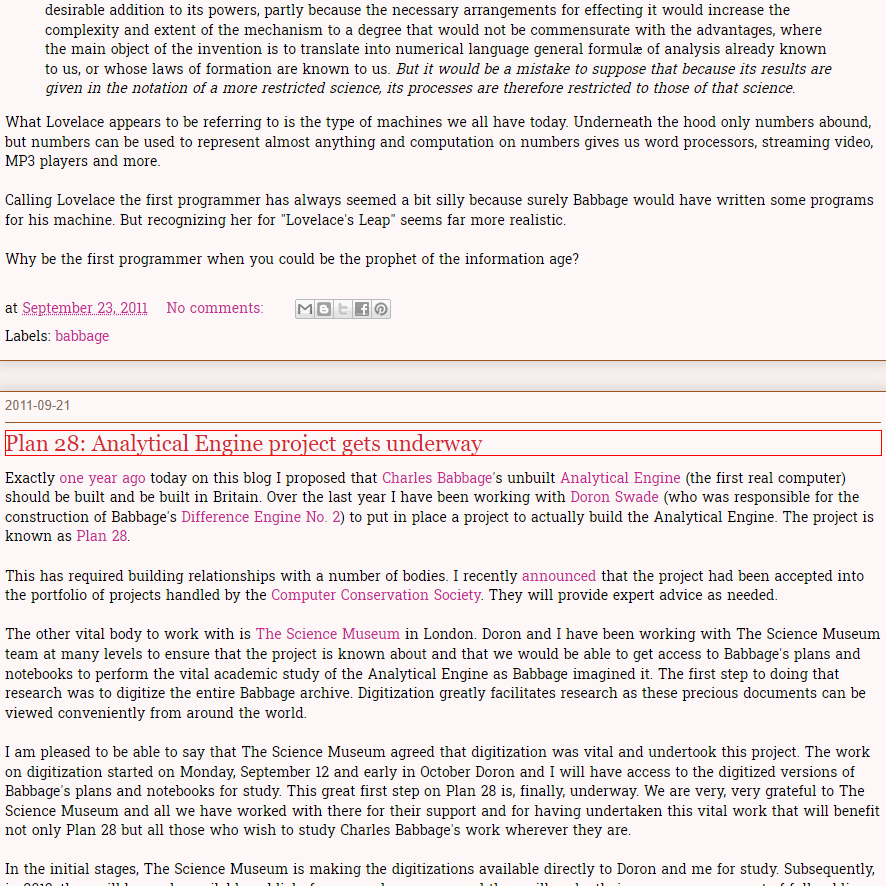 desirable addition to its powers, partly because the necessary arrangements for effecting it would increase the
complexity and extent of the mechanism to a degree that would not be commensurate with the advantages, where
the main object of the invention is to translate into numerical language general formulæ of analysis already known
to us, or whose laws of formation are known to us. But it would be a mistake to suppose that because its results are
given in the notation of a more restricted science, its processes are therefore restricted to those of that science.
What Lovelace appears to be referring to is the type of machines we all have today. Underneath the hood only numbers abound,
but numbers can be used to represent almost anything and computation on numbers gives us word processors, streaming video,
MP3 players and more.
Calling Lovelace the first programmer has always seemed a bit silly because surely Babbage would have written some programs
for his machine. But recognizing her for "Lovelace's Leap" seems far more realistic.
Why be the first programmer when you could be the prophet of the information age?
at September 23, 2011 No comments:
Labels: babbage
2011-09-21
Plan 28: Analytical Engine project gets underway
Exactly one year ago today on this blog I proposed that Charles Babbage's unbuilt Analytical Engine (the first real computer)
should be built and be built in Britain. Over the last year I have been working with Doron Swade (who was responsible for the
construction of Babbage's Difference Engine No. 2) to put in place a project to actually build the Analytical Engine. The project is
known as Plan 28.
This has required building relationships with a number of bodies. I recently announced that the project had been accepted into
the portfolio of projects handled by the Computer Conservation Society. They will provide expert advice as needed.
The other vital body to work with is The Science Museum in London. Doron and I have been working with The Science Museum
team at many levels to ensure that the project is known about and that we would be able to get access to Babbage's plans and
notebooks to perform the vital academic study of the Analytical Engine as Babbage imagined it. The first step to doing that
research was to digitize the entire Babbage archive. Digitization greatly facilitates research as these precious documents can be
viewed conveniently from around the world.
I am pleased to be able to say that The Science Museum agreed that digitization was vital and undertook this project. The work
on digitization started on Monday, September 12 and early in October Doron and I will have access to the digitized versions of
Babbage's plans and notebooks for study. This great first step on Plan 28 is, finally, underway. We are very, very grateful to The
Science Museum and all we have worked with there for their support and for having undertaken this vital work that will benefit
not only Plan 28 but all those who wish to study Charles Babbage's work wherever they are.
In the initial stages, The Science Museum is making the digitizations available directly to Doron and me for study. Subsequently,